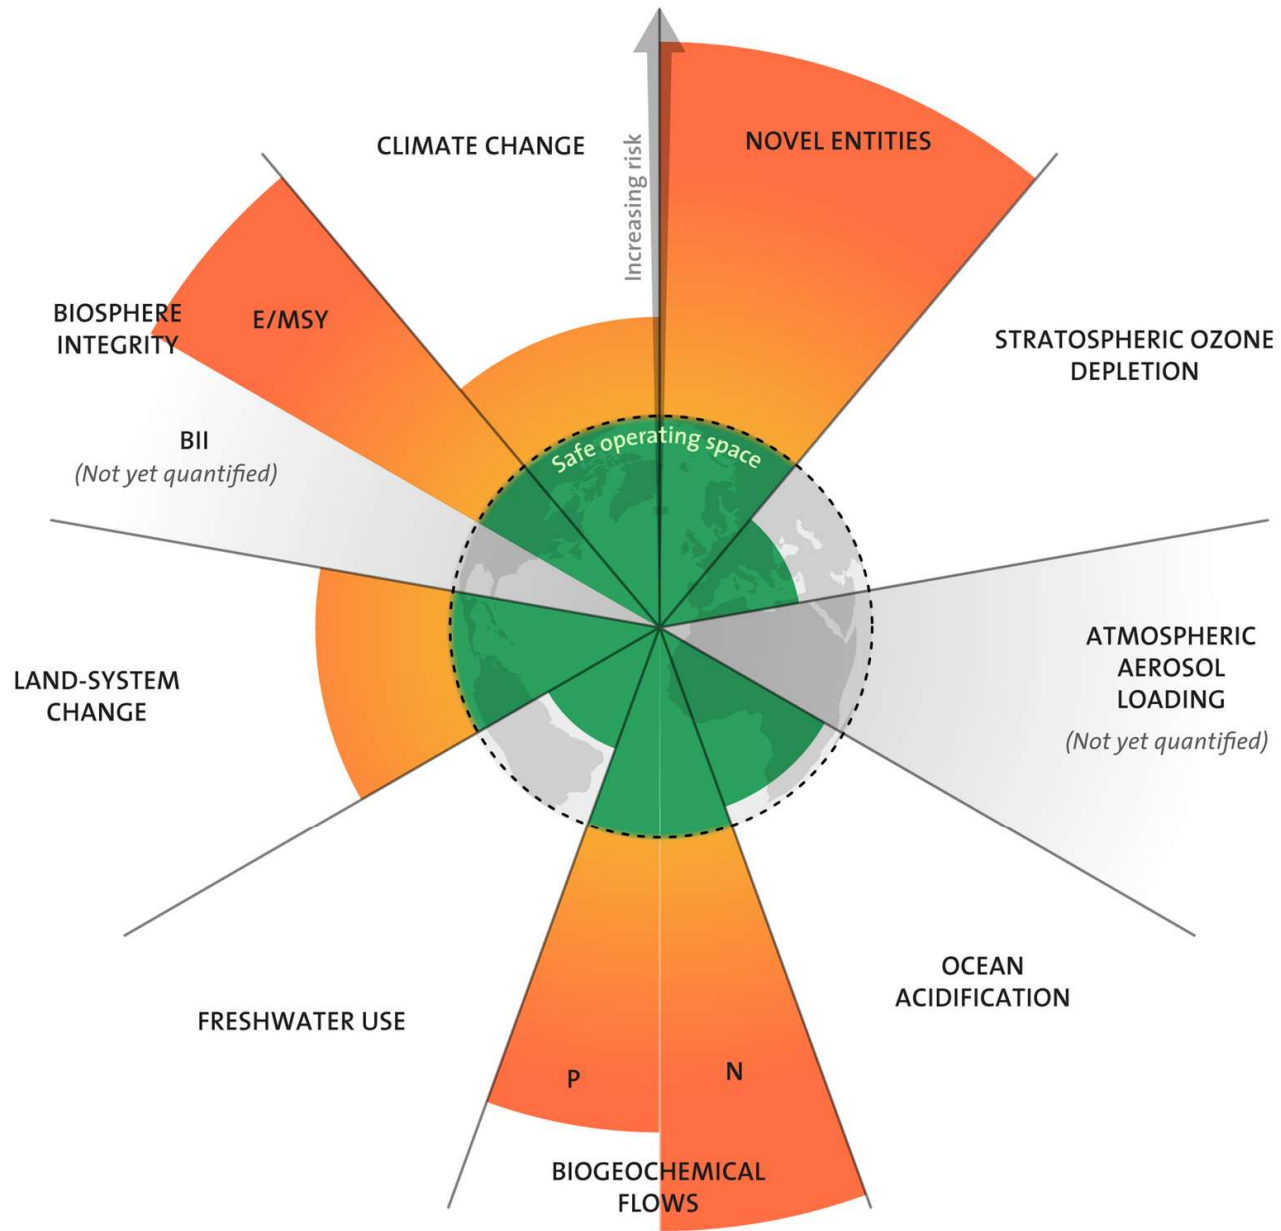 CLIMATE CHANGE
Increasing risk
NOVEL ENTITIES
STRATOSPHERIC OZONE
DEPLETION
BIOSPHERE
INTEGRITY
E/MSY
BII
(Not yet quantified)
Safe operating space
ATMOSPHERIC
AEROSOL
LOADING
(Not yet quantified)
LAND-SYSTEM
CHANGE
OCEAN
ACIDIFICATION
FRESHWATER USE
P
N
BIOGEOCHEMICAL
FLOWS